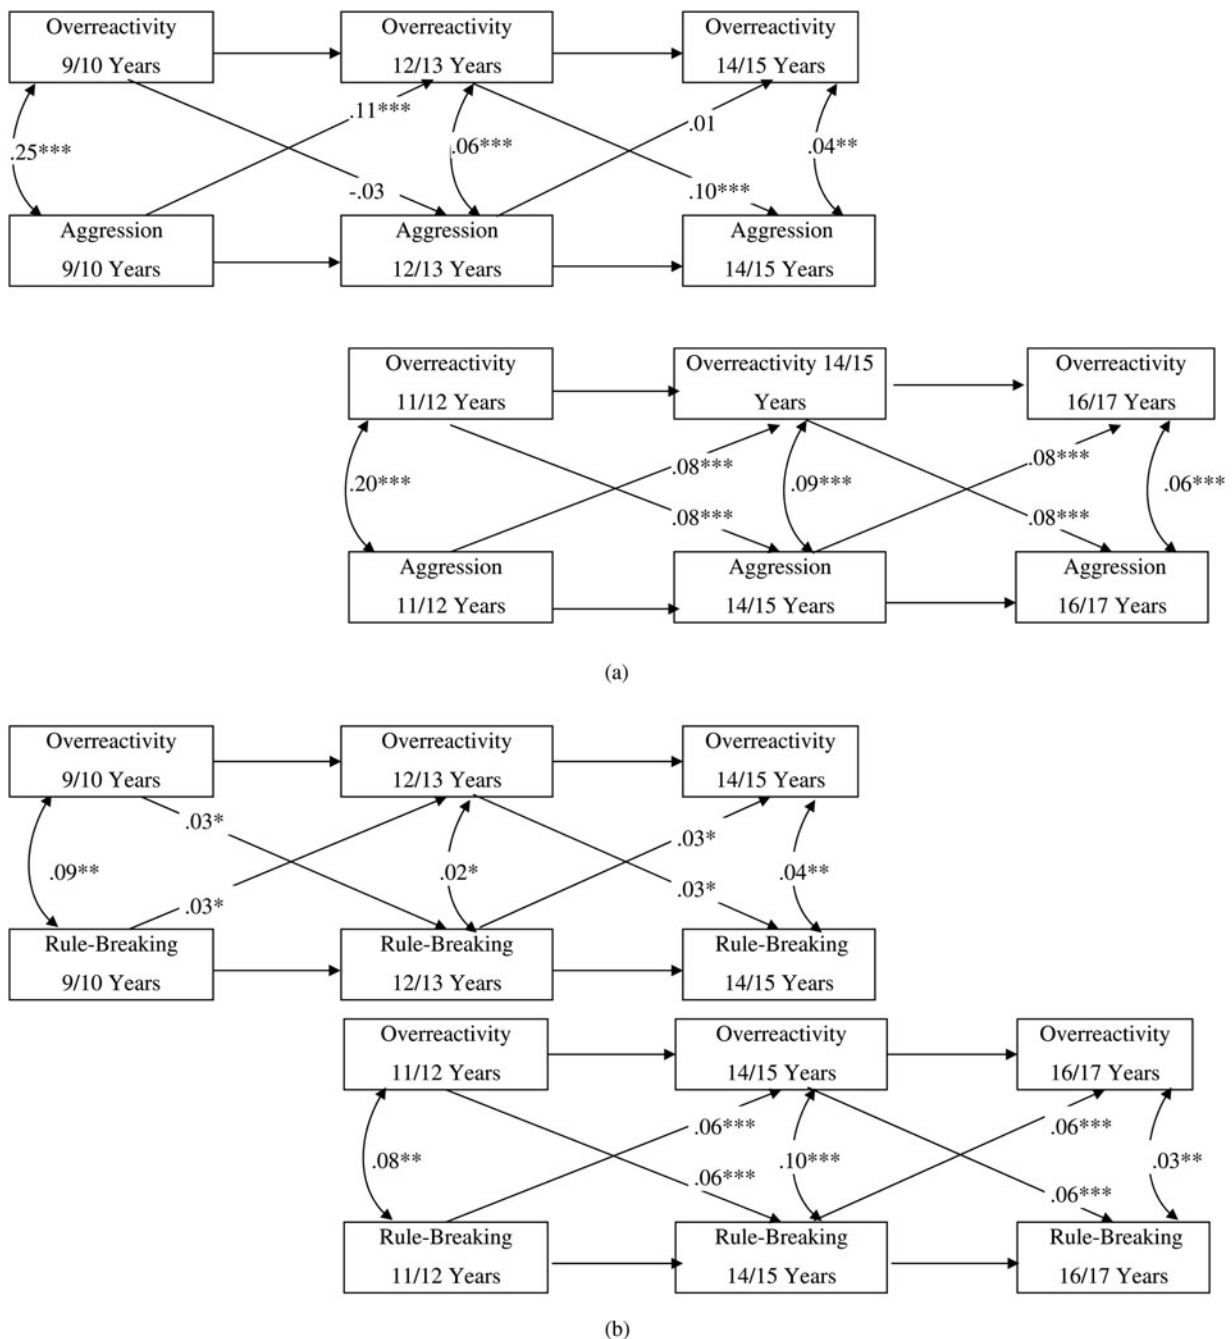 Overreactivity
9/10 Years
Overreactivity
12/13 Years
Overreactivity
14/15 Years
.25***
.11***
-.03
.06***
.01
.10***
.04**
Aggression
9/10 Years
Aggression
12/13 Years
Aggression
14/15 Years
Overreactivity
11/12 Years
Overreactivity 14/15
Years
Overreactivity
16/17 Years
.20***
.08***
.08***
.09***
.08***
.08***
.06***
Aggression
11/12 Years
Aggression
14/15 Years
Aggression
16/17 Years
(a)
Overreactivity
9/10 Years
Overreactivity
12/13 Years
Overreactivity
14/15 Years
.09**
.03*
.03*
.02*
.03*
.03*
.04**
Rule-Breaking
9/10 Years
Rule-Breaking
12/13 Years
Rule-Breaking
14/15 Years
Overreactivity
11/12 Years
Overreactivity
14/15 Years
Overreactivity
16/17 Years
.08**
.06***
.06***
.10***
.06***
.06***
.03**
Rule-Breaking
11/12 Years
Rule-Breaking
14/15 Years
Rule-Breaking
16/17 Years
(b)